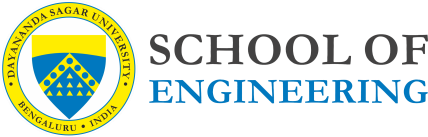 • DAYANANDA SAGAR UNIVERSITY •
BENGALURU • INDIA
SCHOOL OF
ENGINEERING